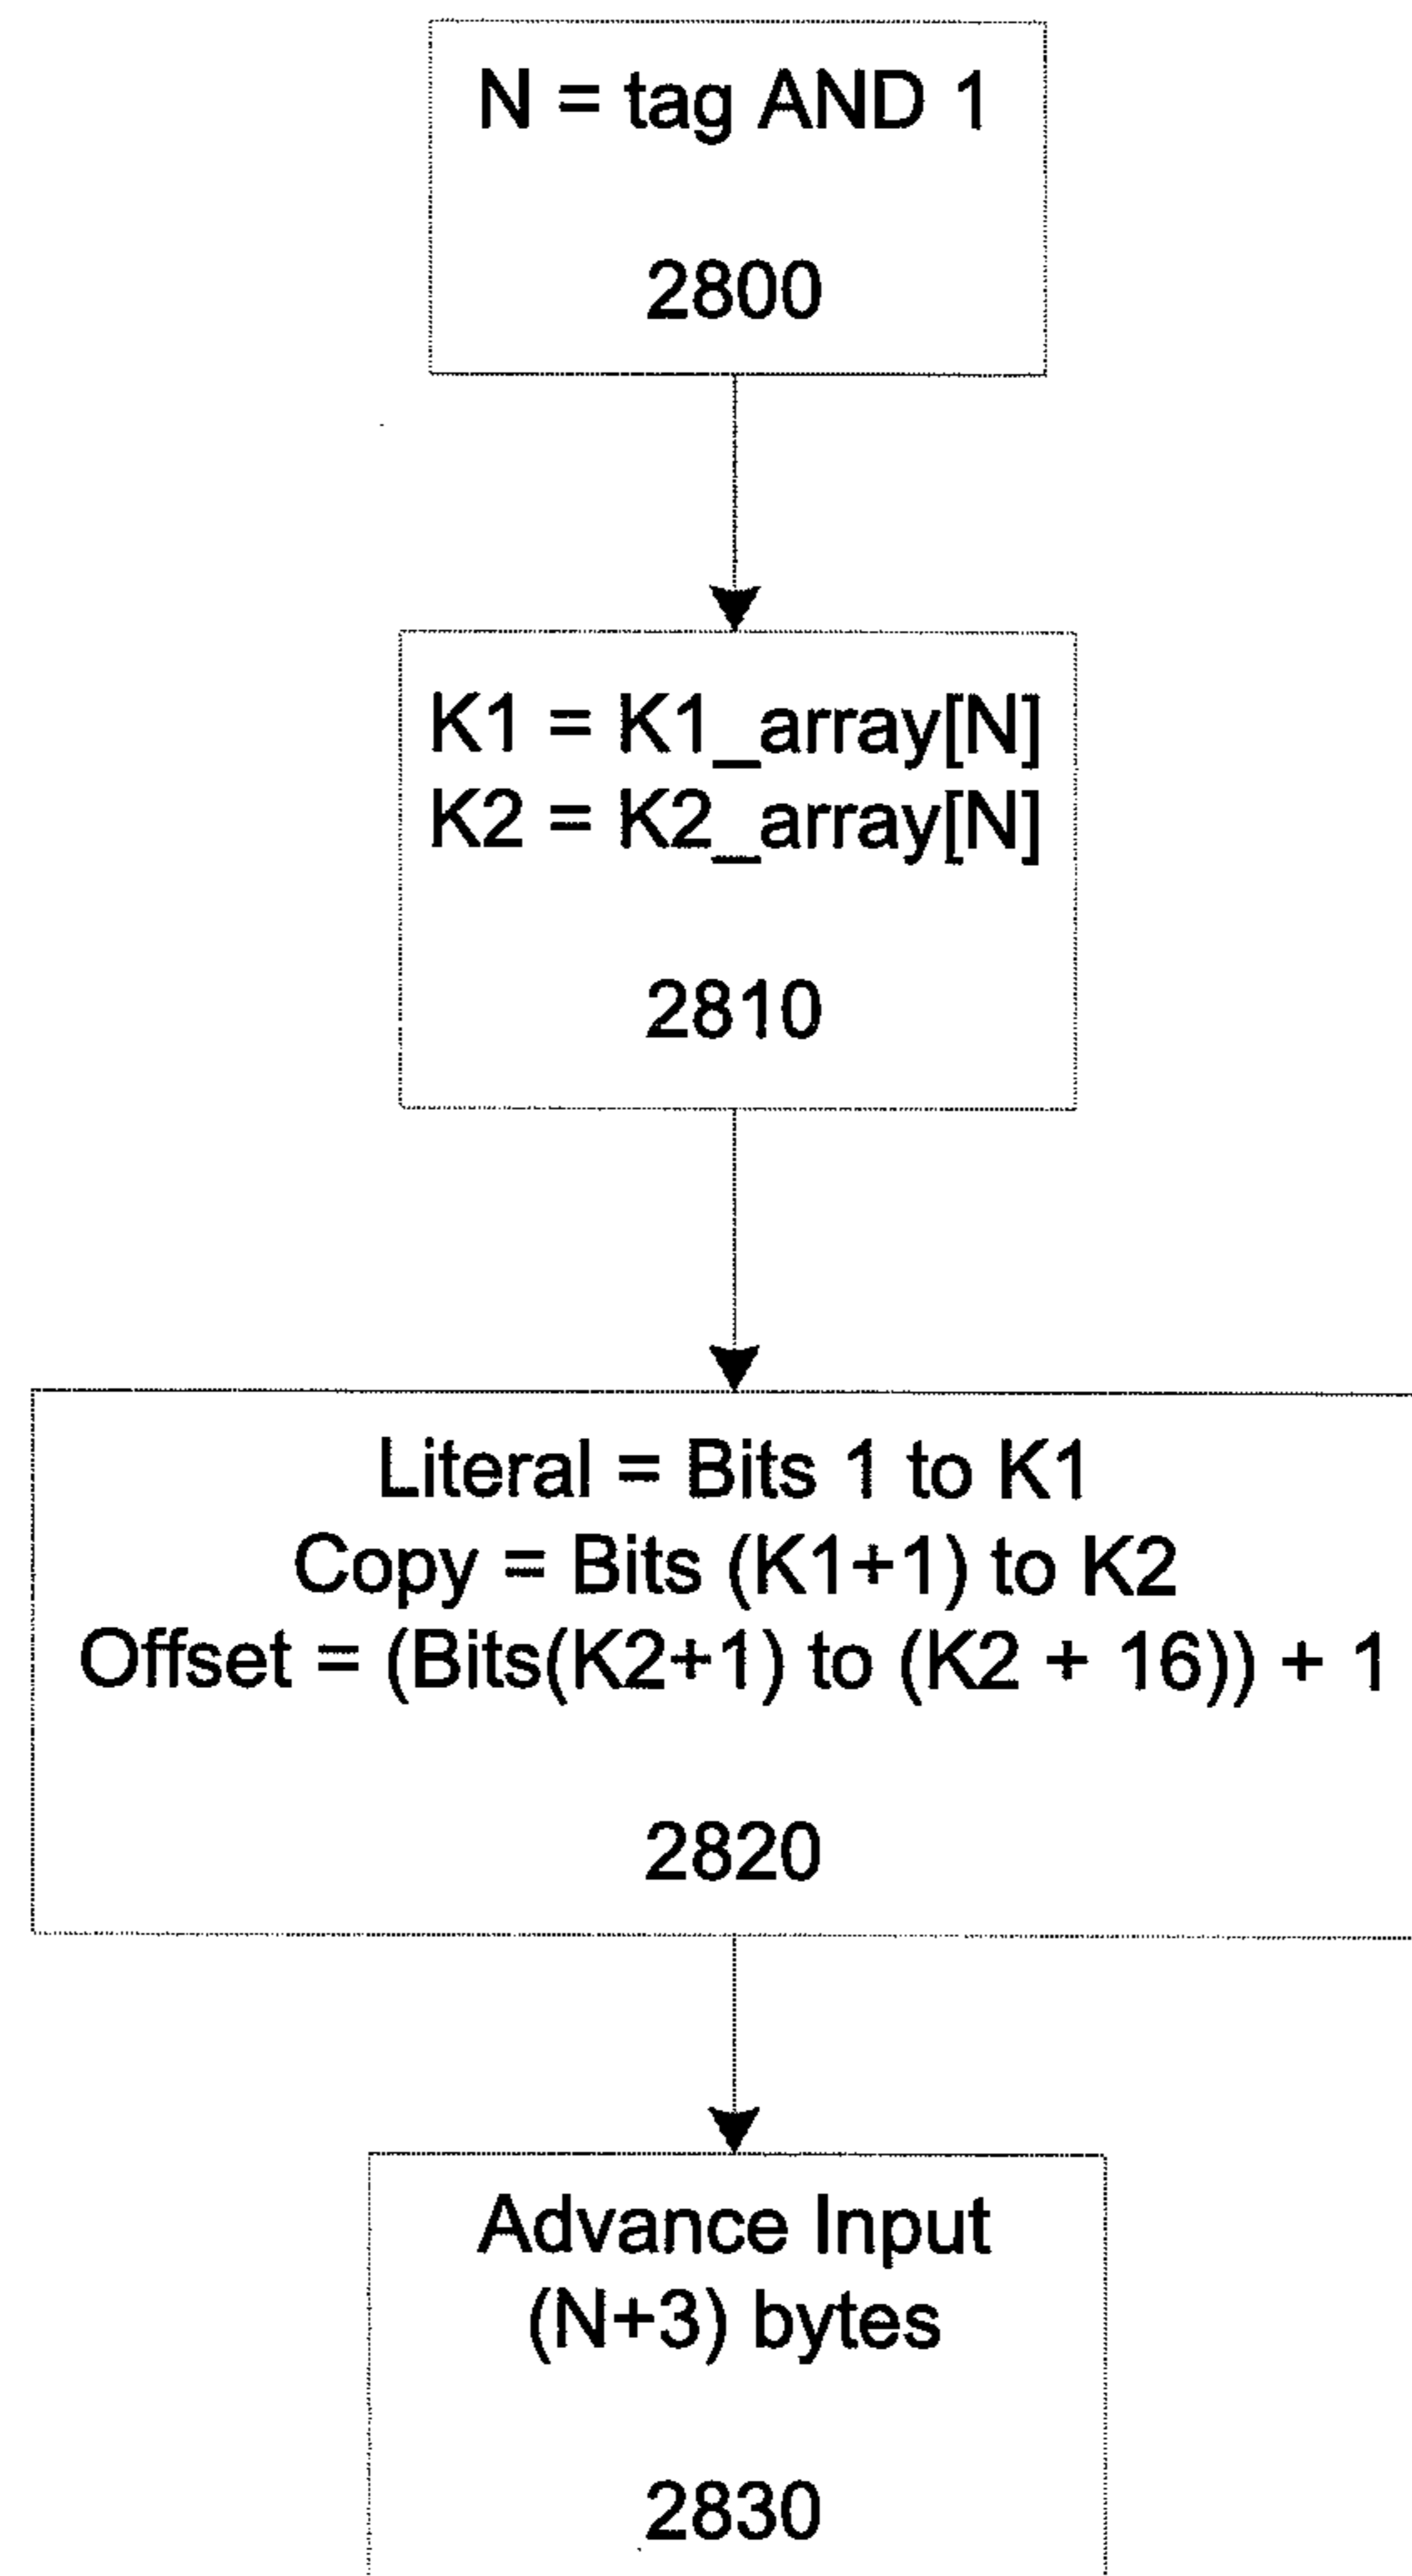 N = tag AND 1
2800
K1 = K1_array[N]
K2 = K2_array[N]
2810
Literal = Bits 1 to K1
Copy = Bits (K1+1) to K2
Offset = (Bits(K2+1) to (K2 + 16)) + 1
2820
Advance Input
(N+3) bytes
2830